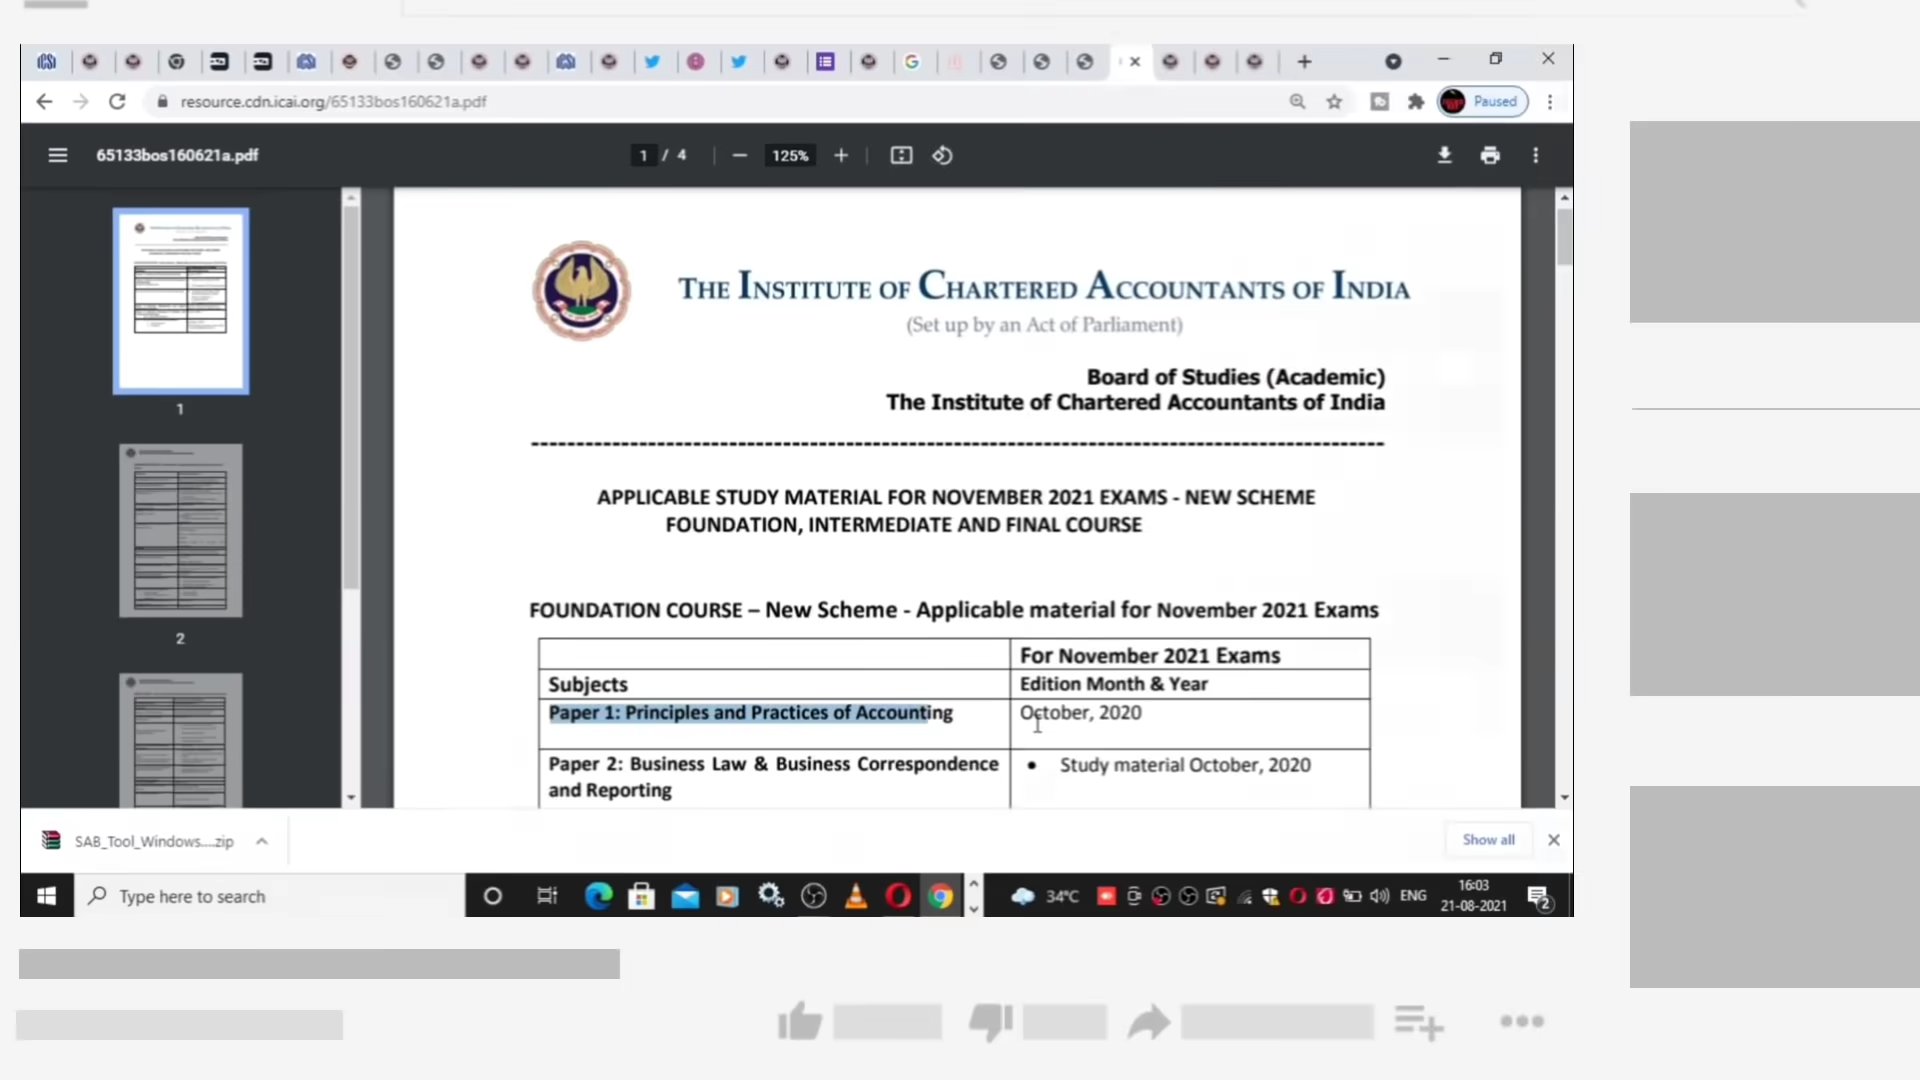 resource.cdn.icai.org/65133bos160621a.pdf
Paused
65133bos160621a.pdf
1 / 4
125%
THE INSTITUTE OF CHARTERED ACCOUNTANTS OF INDIA
(Set up by an Act of Parliament)
Board of Studies (Academic)
The Institute of Chartered Accountants of India
APPLICABLE STUDY MATERIAL FOR NOVEMBER 2021 EXAMS - NEW SCHEME
FOUNDATION, INTERMEDIATE AND FINAL COURSE
FOUNDATION COURSE – New Scheme - Applicable material for November 2021 Exams
For November 2021 Exams
Subjects
Edition Month & Year
Paper 1: Principles and Practices of Accounting
October, 2020
Paper 2: Business Law & Business Correspondence
and Reporting
• Study material October, 2020
1
2
SAB_Tool_Windows....zip
Show all
Type here to search
34°C
ENG
16:03
21-08-2021
2